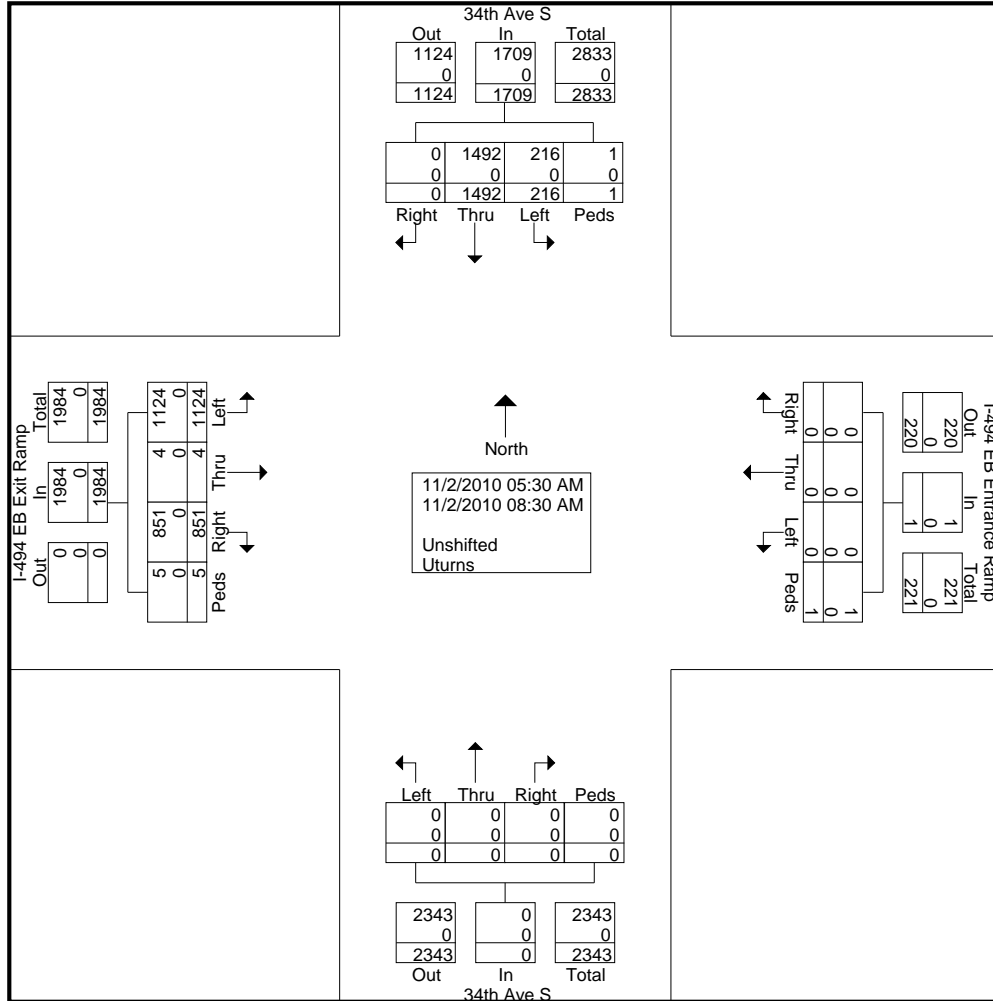 34th Ave S
Out In Total
1124 1709 2833
0 0 0
1124 1709 2833
0 1492 216 1
0 0 0 0
0 1492 216 1
Right Thru Left Peds
I-494 EB Exit Ramp
Total In Out
1984 1984 0
0 0 0
1984 1984 0
1124 4 851 5
0 0 0 0
1124 4 851 5
Left Thru Right Peds
North
11/2/2010 05:30 AM
11/2/2010 08:30 AM
Unshifted
Uturns
I-494 EB Entrance Ramp
Out In Total
220 1 221
0 0 0
220 1 221
0 0 0 1
0 0 0 0
0 0 0 1
Right Thru Left Peds
Left Thru Right Peds
0 0 0 0
0 0 0 0
0 0 0 0
2343 0 2343
0 0 0
2343 0 2343
Out In Total
34th Ave S